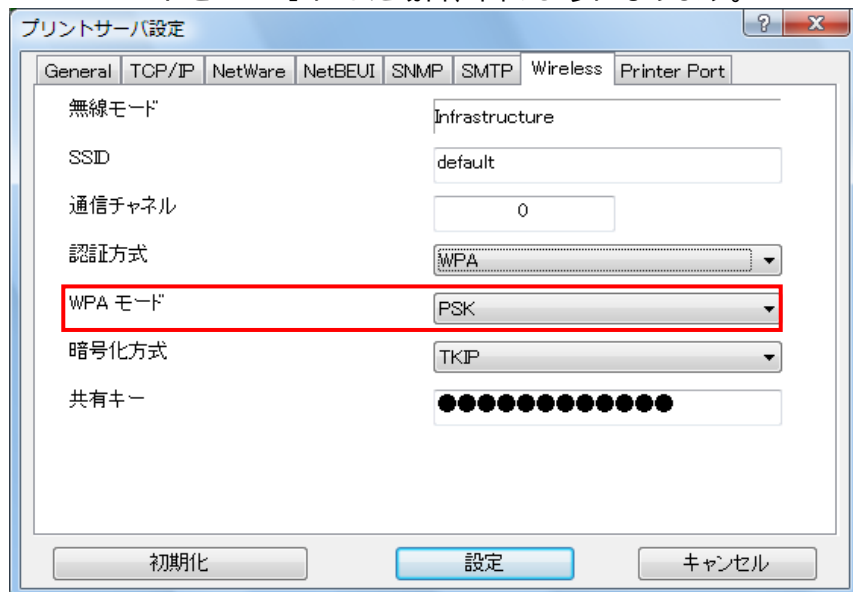 プリントサーバ設定
General TCP/IP NetWare NetBEUI SNMP SMTP Wireless Printer Port
無線モード Infrastructure
SSID default
通信チャネル 0
認証方式 WPA
WPA モード PSK
暗号化方式 TKIP
共有キー ●●●●●●●●●●●●
初期化 設定 キャンセル